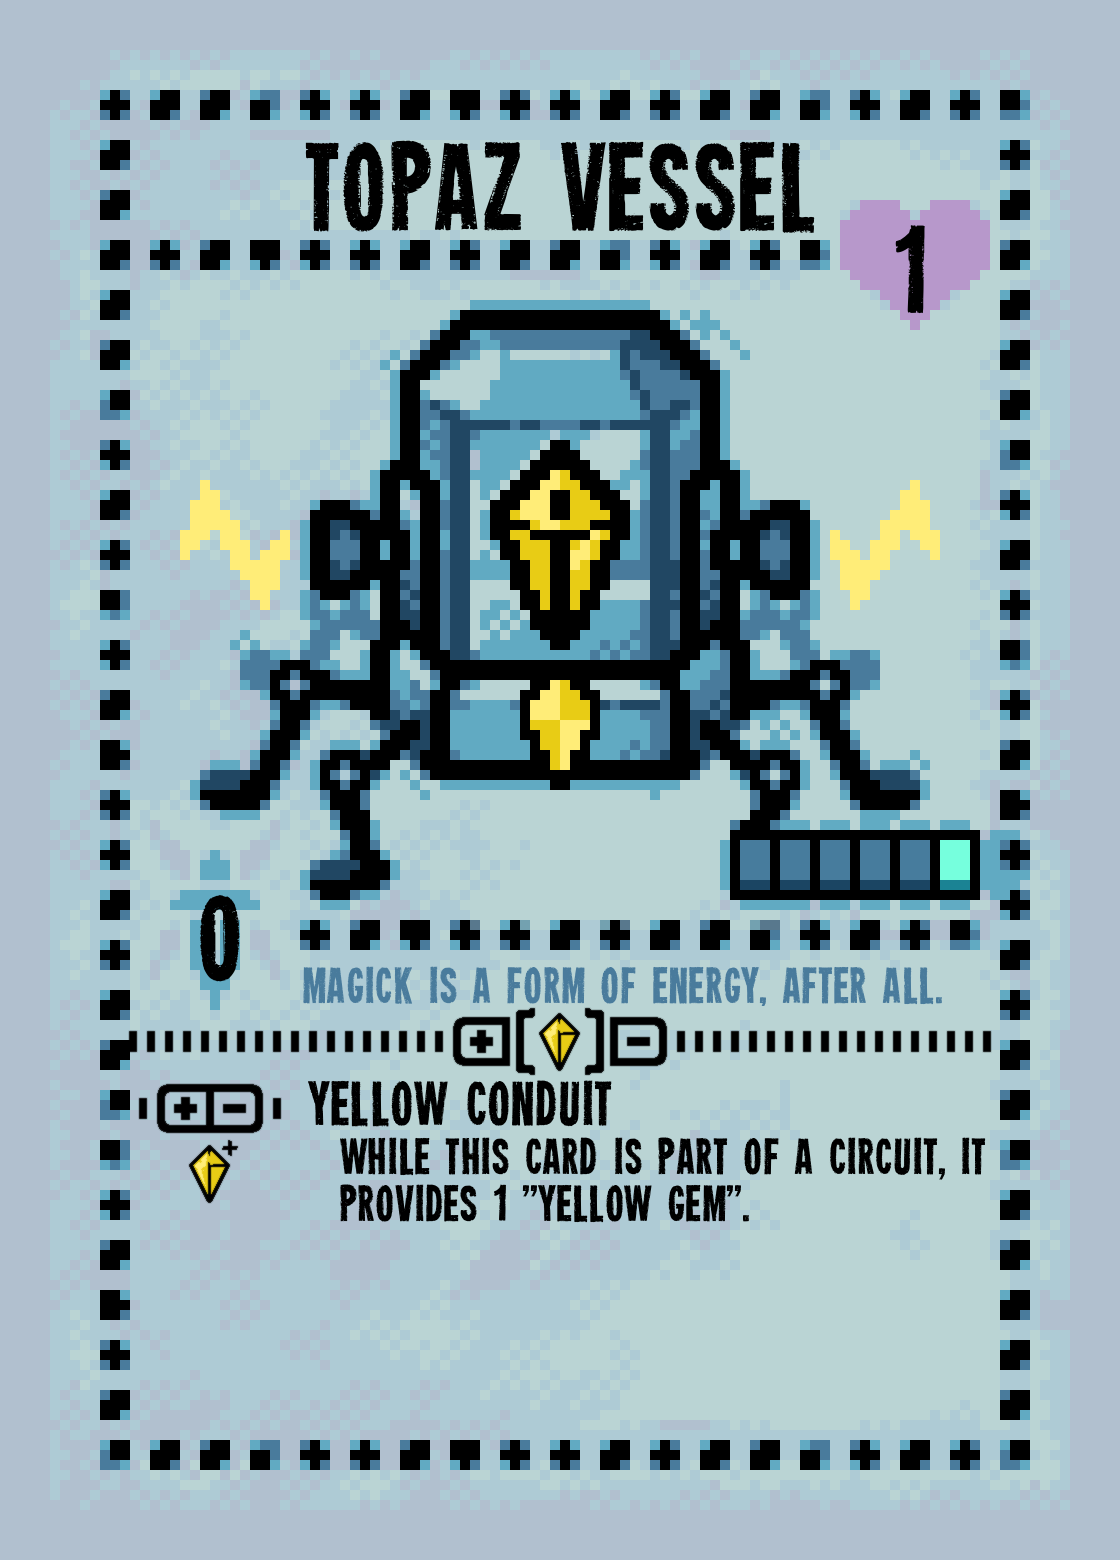 TOPAZ VESSEL
1
0
MAGICK IS A FORM OF ENERGY, AFTER ALL.
YELLOW CONDUIT
WHILE THIS CARD IS PART OF A CIRCUIT, IT
PROVIDES 1 "YELLOW GEM".